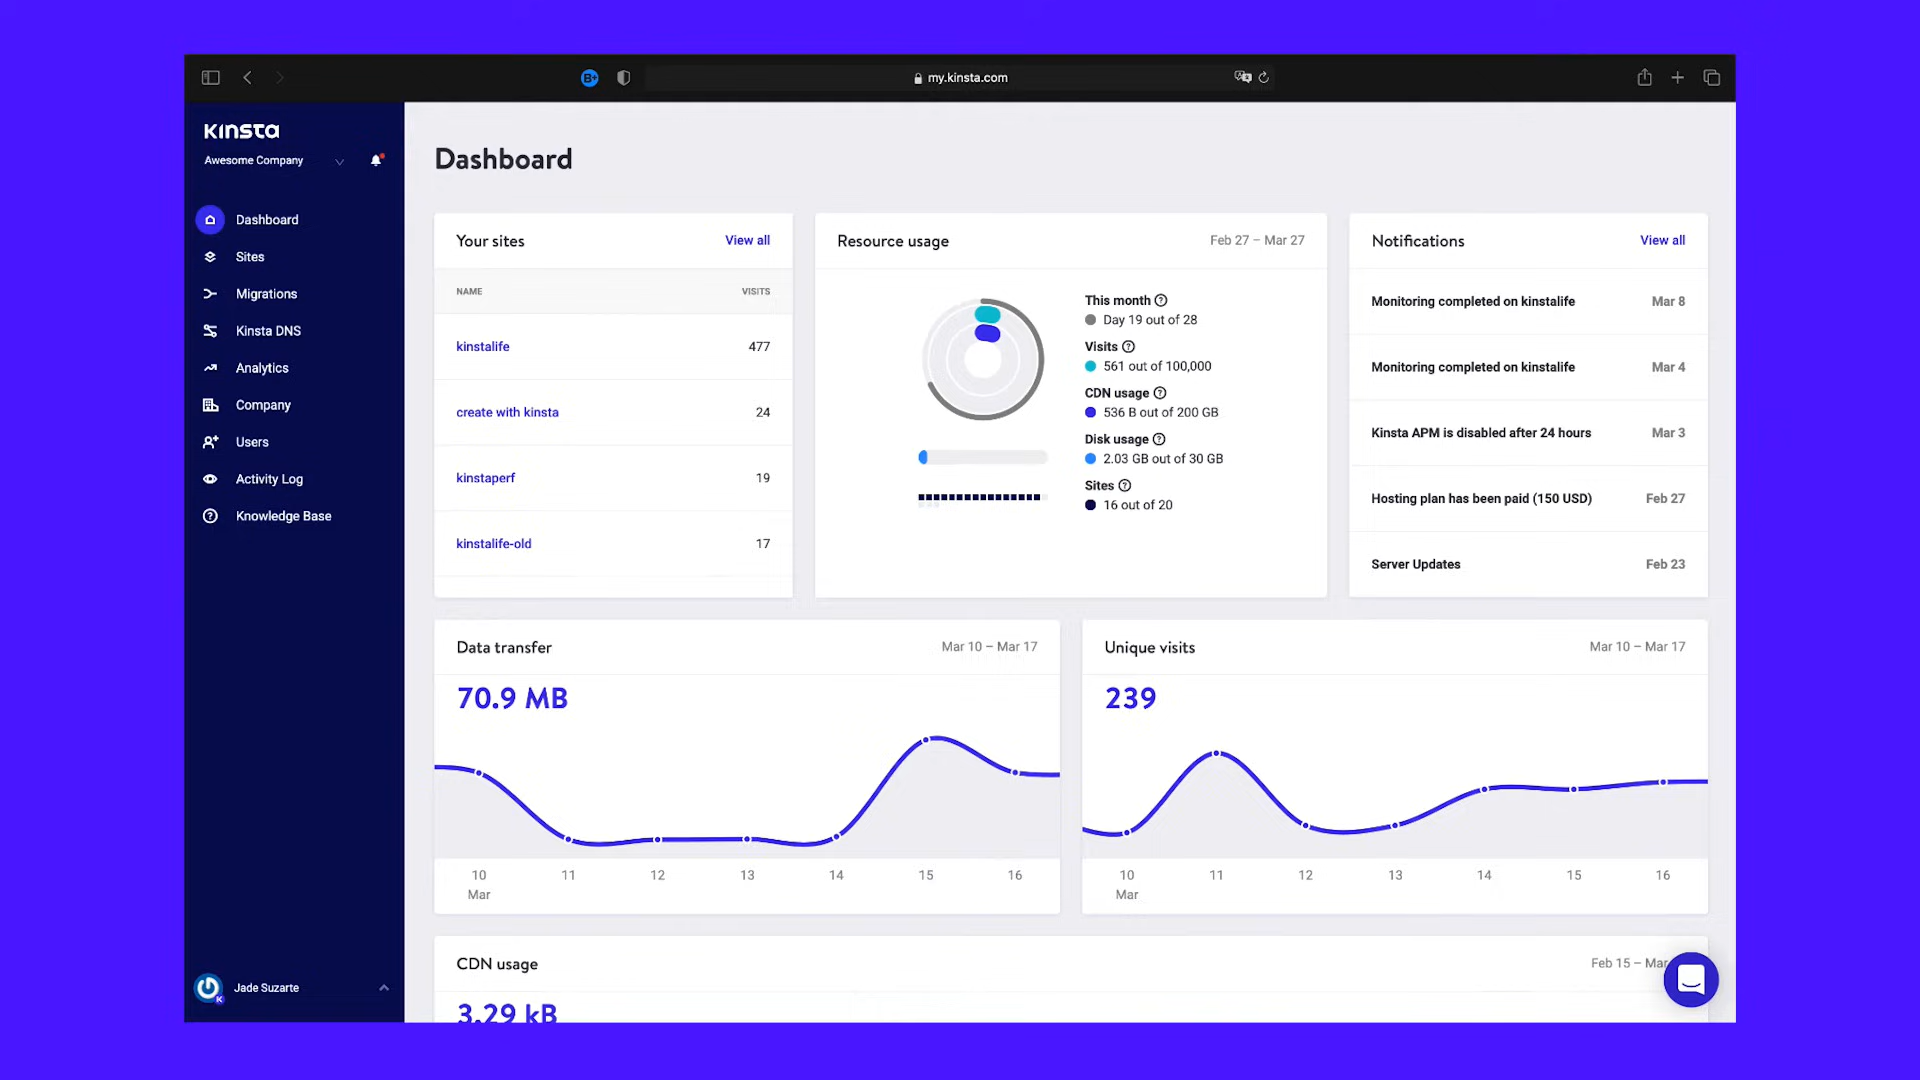 my.kinsta.com
Kinsta
Awesome Company
Dashboard
Sites
Migrations
Kinsta DNS
Analytics
Company
Users
Activity Log
Knowledge Base
Jade Suzarte
Dashboard
Your sites View all
NAME VISITS
kinstalife 477
create with kinsta 24
kinstaperf 19
kinstalife-old 17
Resource usage Feb 27 – Mar 27
This month
Day 19 out of 28
Visits
561 out of 100,000
CDN usage
536 B out of 200 GB
Disk usage
2.03 GB out of 30 GB
Sites
16 out of 20
Notifications View all
Monitoring completed on kinstalife Mar 8
Monitoring completed on kinstalife Mar 4
Kinsta APM is disabled after 24 hours Mar 3
Hosting plan has been paid (150 USD) Feb 27
Server Updates Feb 23
Data transfer Mar 10 – Mar 17
70.9 MB
10 11 12 13 14 15 16
Mar
Unique visits Mar 10 – Mar 17
239
10 11 12 13 14 15 16
Mar
CDN usage Feb 15 – Mar
3.29 kB